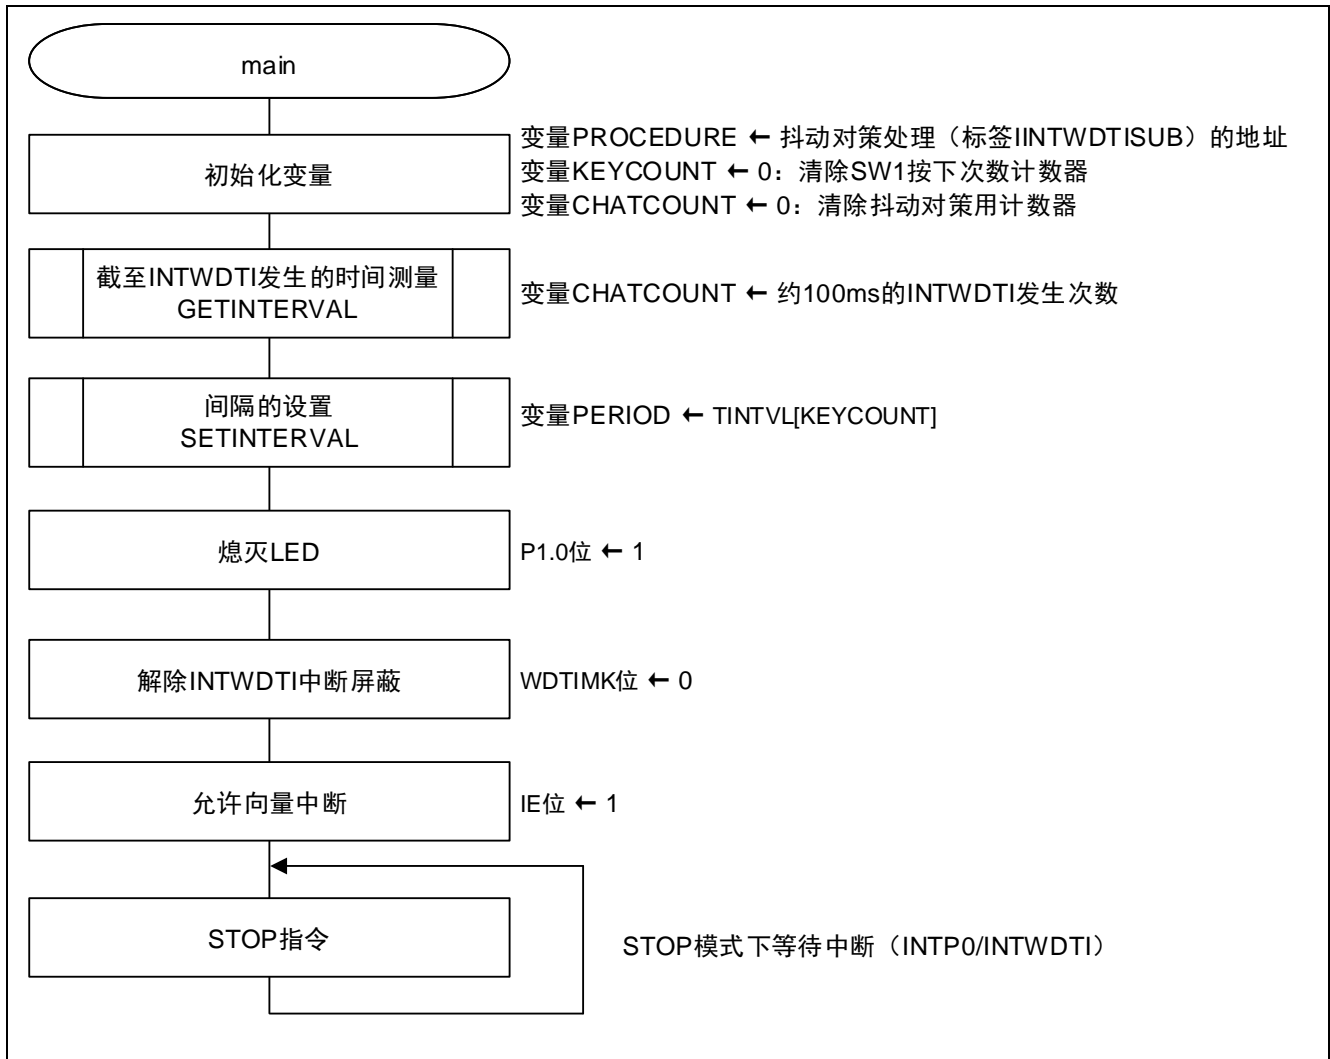 main
初始化变量
变量PROCEDURE ← 抖动对策处理（标签IINTWDTISUB）的地址
变量KEYCOUNT ← 0：清除SW1按下次数计数器
变量CHATCOUNT ← 0：清除抖动对策用计数器
截至INTWDTI发生的时间测量
GETINTERVAL
变量CHATCOUNT ← 约100ms的INTWDTI发生次数
间隔的设置
SETINTERVAL
变量PERIOD ← TINTVL[KEYCOUNT]
熄灭LED
P1.0位 ← 1
解除INTWDTI中断屏蔽
WDTIMK位 ← 0
允许向量中断
IE位 ← 1
STOP指令
STOP模式下等待中断（INTP0/INTWDTI）